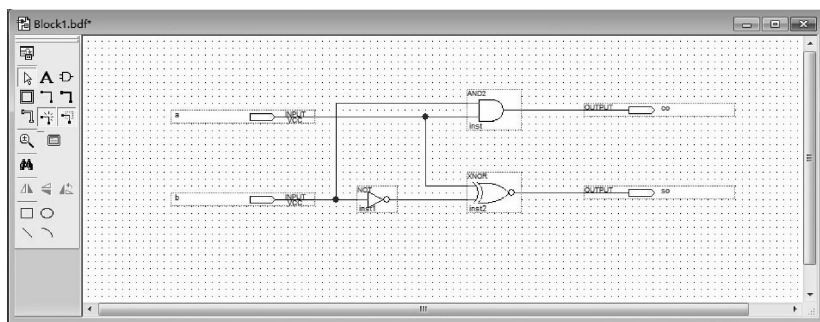 Block1.bdf*
A
AND2
OUTPUT
co
a
INPUT
VCC
inst
XNOR
NOT
OUTPUT
so
b
INPUT
VCC
inst1
inst2